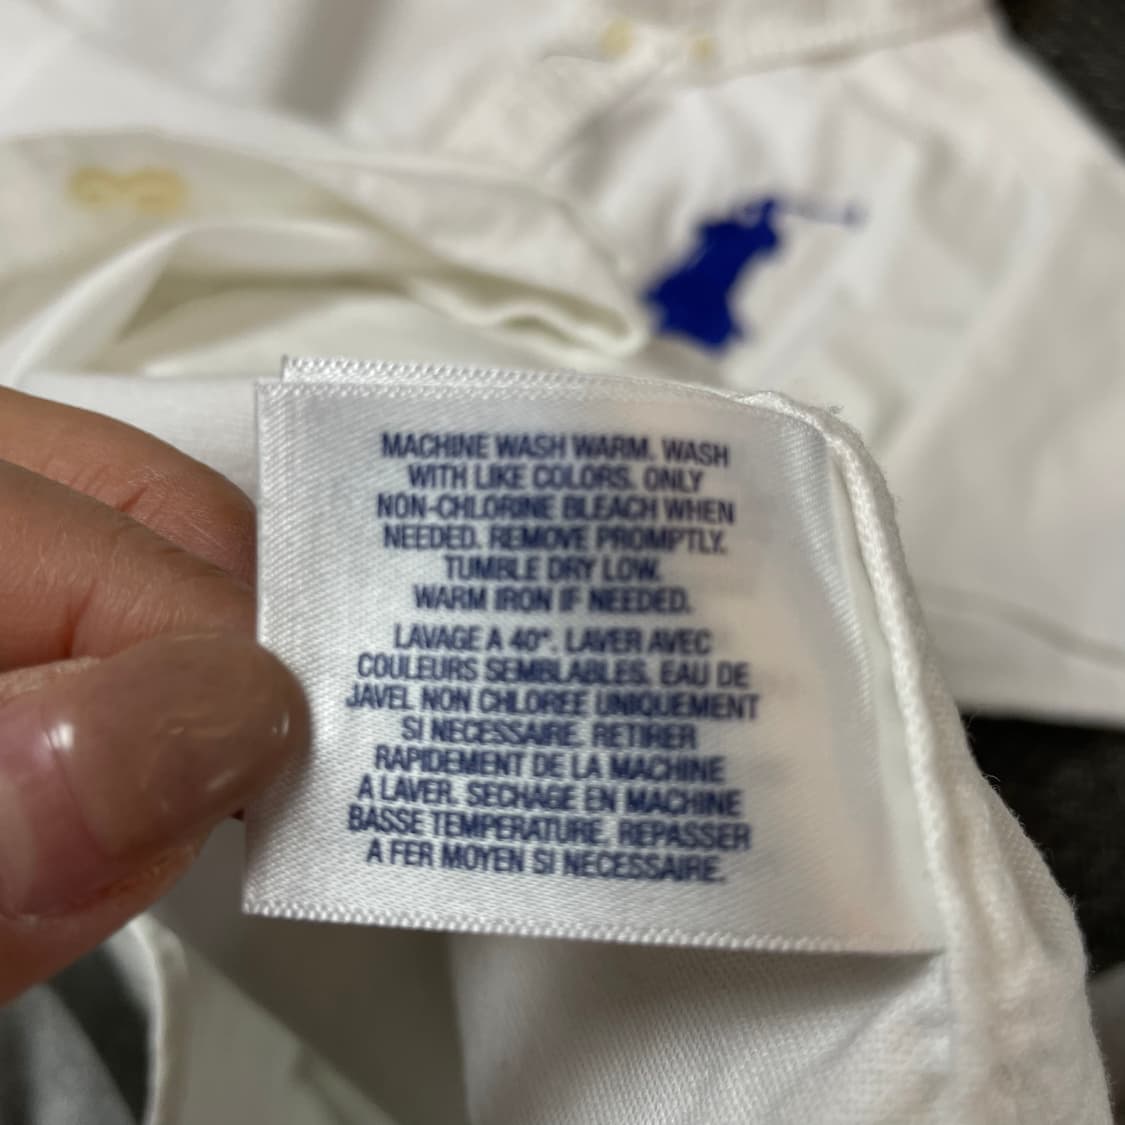 MACHINE WASH WARM. WASH
WITH LIKE COLORS. ONLY
NON-CHLORINE BLEACH WHEN
NEEDED. REMOVE PROMPTLY.
TUMBLE DRY LOW.
WARM IRON IF NEEDED.
LAVAGE A 40°. LAVER AVEC
COULEURS SEMBLABLES. EAU DE
JAVEL NON CHLOREE UNIQUEMENT
SI NECESSAIRE. RETIRER
RAPIDEMENT DE LA MACHINE
A LAVER. SECHAGE EN MACHINE
BASSE TEMPERATURE. REPASSER
A FER MOYEN SI NECESSAIRE.